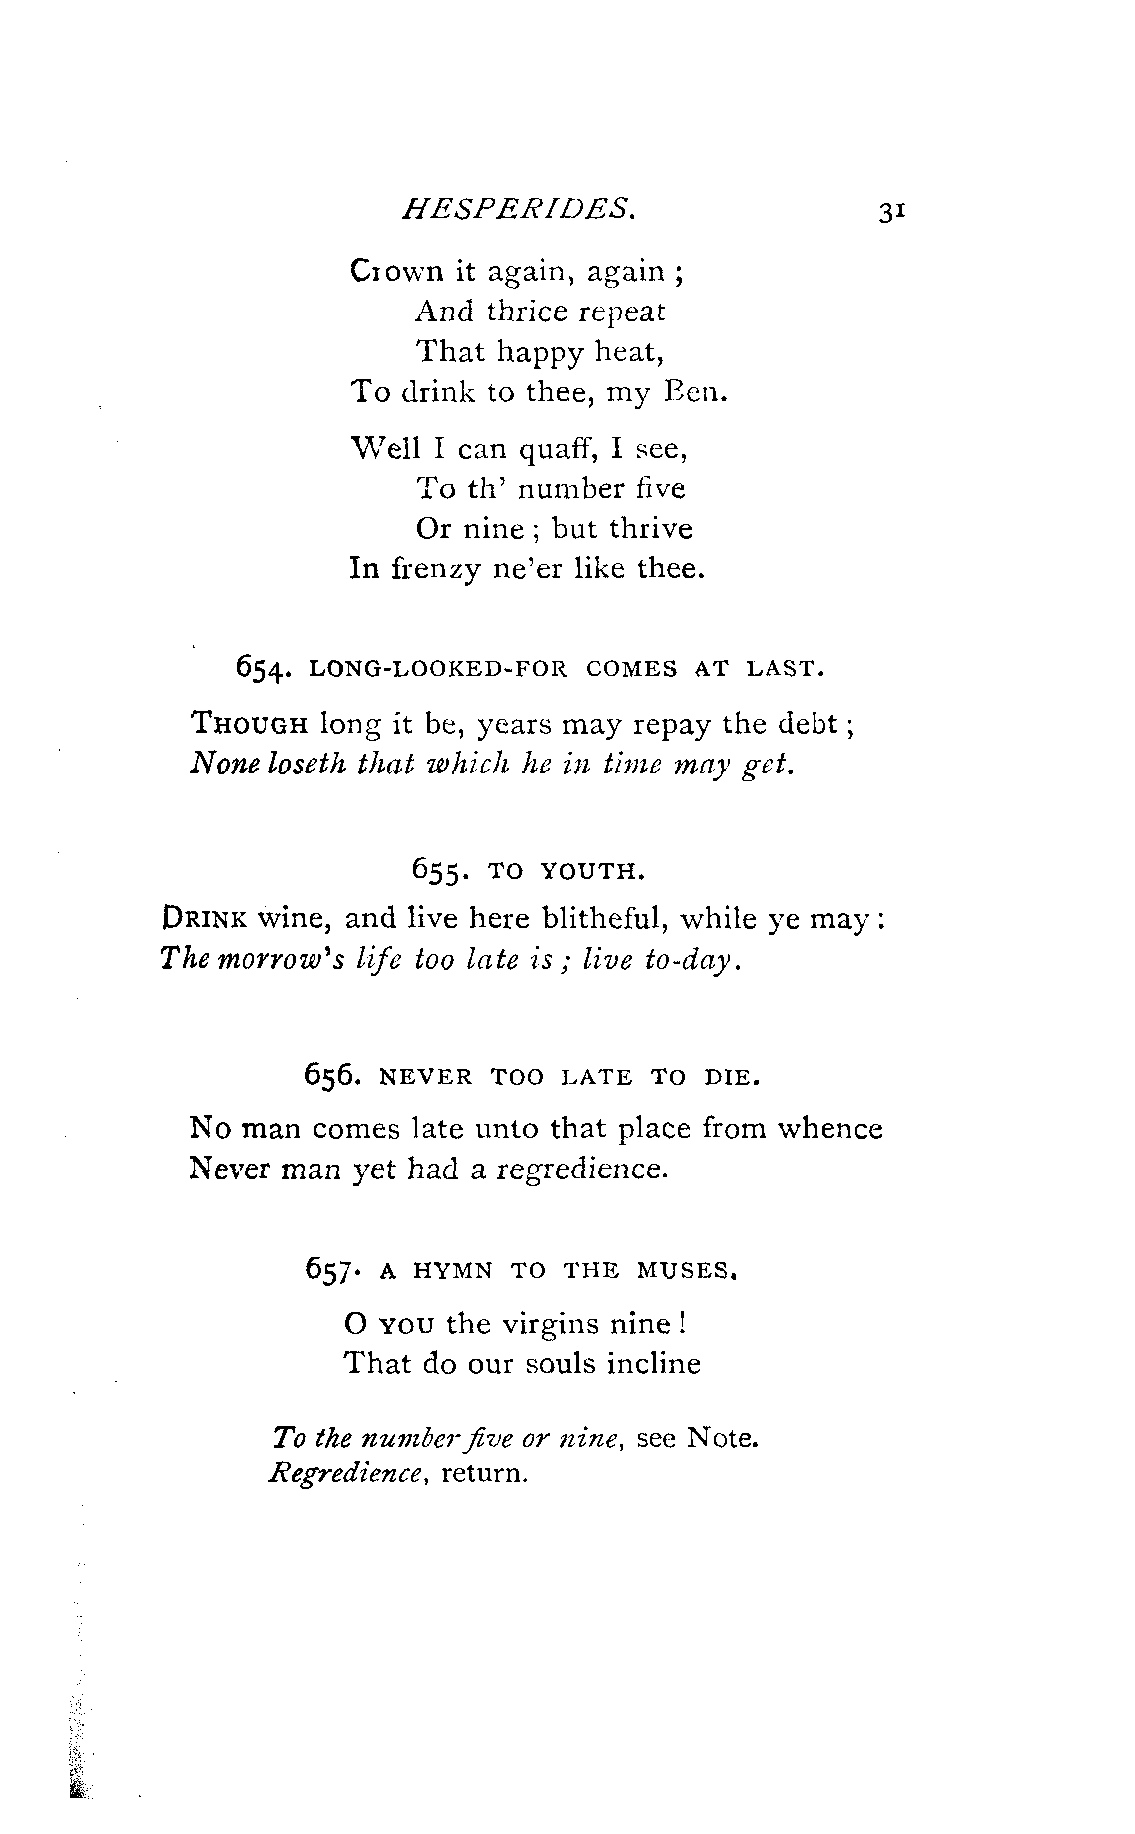 HESPERIDES. 31
Crown it again, again ;
And thrice repeat
That happy heat,
To drink to thee, my Ben.
Well I can quaff, I see,
To th' number five
Or nine ; but thrive
In frenzy ne'er like thee.
654. LONG-LOOKED-FOR COMES AT LAST.
THOUGH long it be, years may repay the debt ;
None loseth that which he in time may get.
655. TO YOUTH.
DRINK wine, and live here blitheful, while ye may :
The morrow's life too late is ; live to-day.
656. NEVER TOO LATE TO DIE.
No man comes late unto that place from whence
Never man yet had a regredience.
657. A HYMN TO THE MUSES.
O YOU the virgins nine !
That do our souls incline
To the number five or nine, see Note.
Regredience, return.